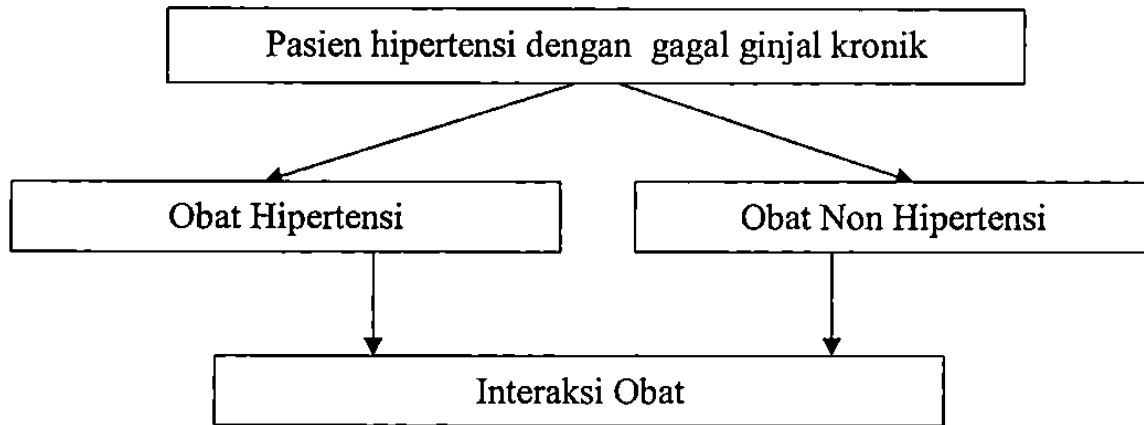 Pasien hipertensi dengan gagal ginjal kronik
Obat Hipertensi
Obat Non Hipertensi
Interaksi Obat